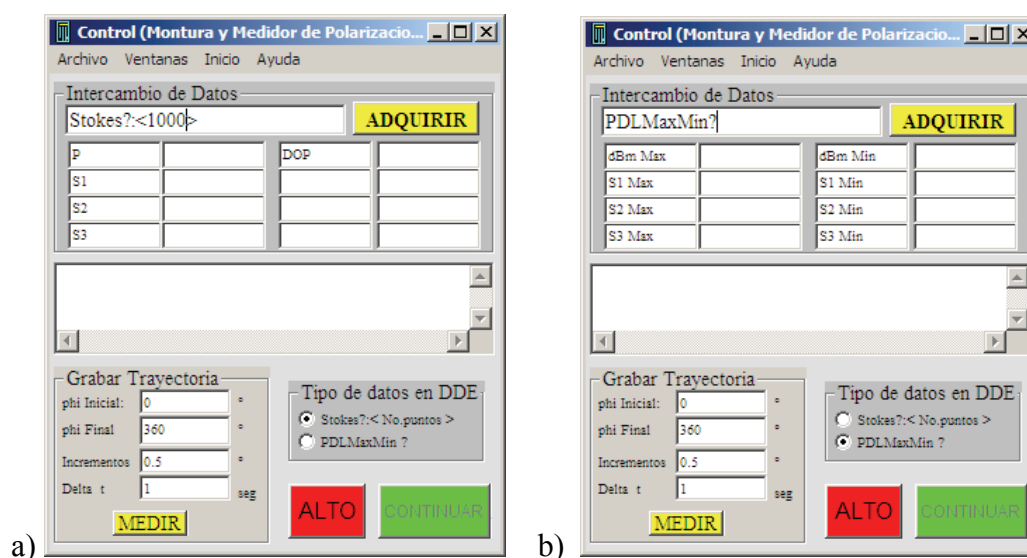 Control (Montura y Medidor de Polarizacio...
Archivo Ventanas Inicio Ayuda
Intercambio de Datos
Stokes?:<1000>
ADQUIRIR
P DOP
S1
S2
S3
Grabar Trayectoria
phi Inicial: 0 °
phi Final 360 °
Incrementos 0.5 °
Delta t 1 seg
MEDIR
Tipo de datos en DDE
Stokes?:< No.puntos >
PDLMaxMin ?
ALTO CONTINUAR
a)
Control (Montura y Medidor de Polarizacio...
Archivo Ventanas Inicio Ayuda
Intercambio de Datos
PDLMaxMin?
ADQUIRIR
dBm Max dBm Min
S1 Max S1 Min
S2 Max S2 Min
S3 Max S3 Min
Grabar Trayectoria
phi Inicial: 0 °
phi Final 360 °
Incrementos 0.5 °
Delta t 1 seg
MEDIR
Tipo de datos en DDE
Stokes?:< No.puntos >
PDLMaxMin ?
ALTO CONTINUAR
b)